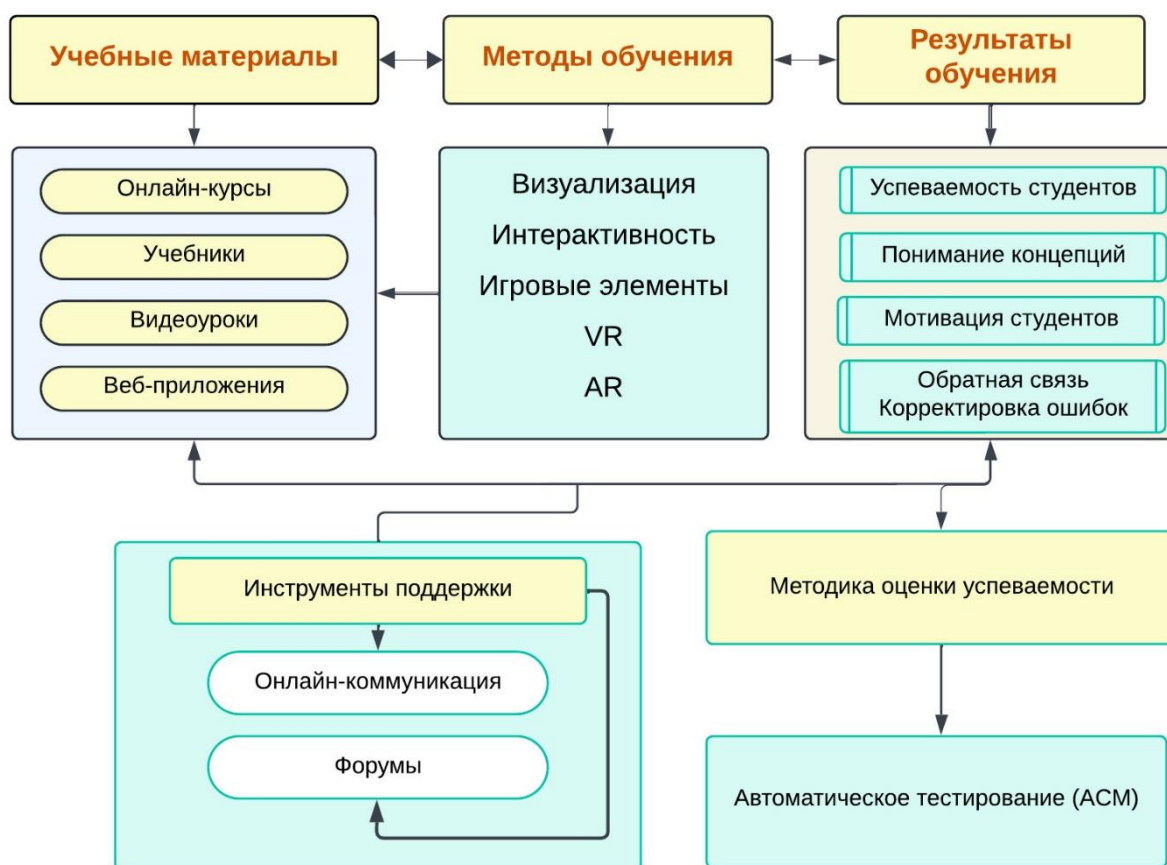 Учебные материалы
Методы обучения
Результаты
обучения
Онлайн-курсы
Учебники
Видеоуроки
Веб-приложения
Визуализация
Интерактивность
Игровые элементы
VR
AR
Успеваемость студентов
Понимание концепций
Мотивация студентов
Обратная связь
Корректировка ошибок
Инструменты поддержки
Онлайн-коммуникация
Форумы
Методика оценки успеваемости
Автоматическое тестирование (ACM)